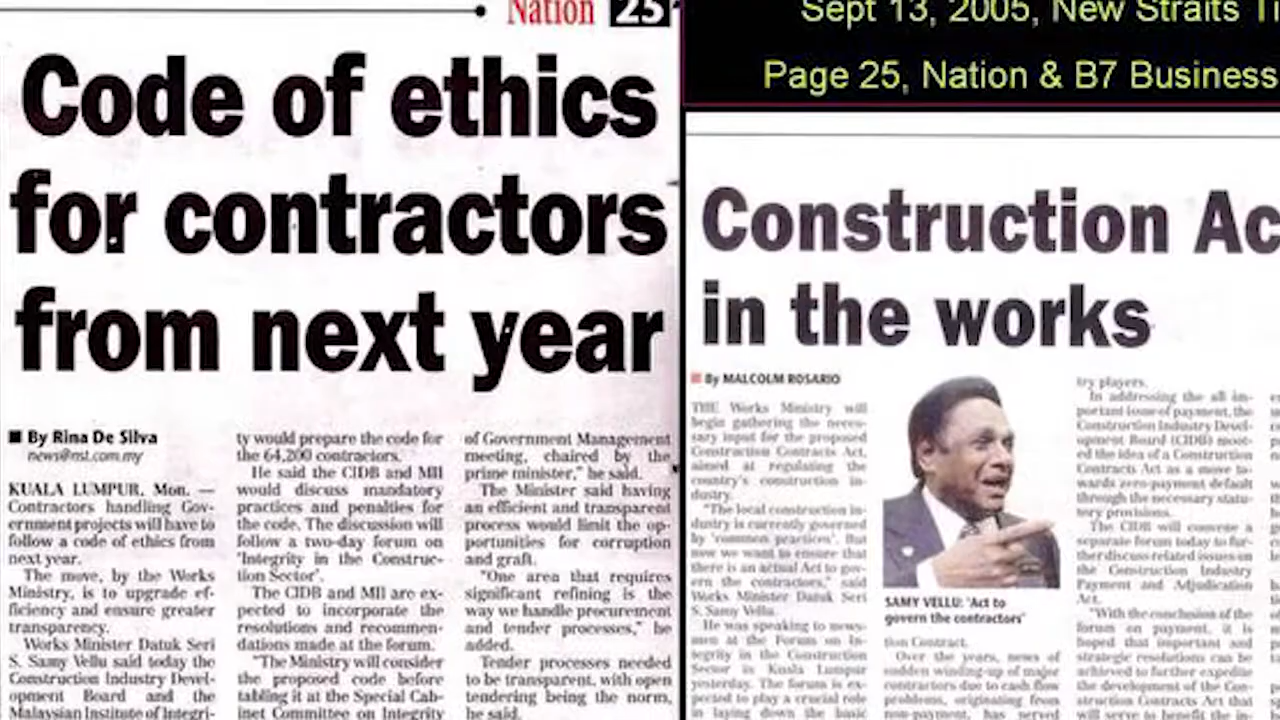 Nation 25
Code of ethics
for contractors
from next year
■ By Rina De Silva
news@nst.com.my
KUALA LUMPUR, Mon. —
Contractors handling Gov-
ernment projects will have to
follow a code of ethics from
next year.
The move, by the Works
Ministry, is to upgrade ef-
ficiency and ensure greater
transparency.
Works Minister Datuk Seri
S. Samy Vellu said today the
Construction Industry Devel-
opment Board and the
Malaysian Institute of Integri-
ty would prepare the code for
the 64,200 contractors.
He said the CIDB and MII
would discuss mandatory
practices and penalties for
the code. The discussion will
follow a two-day forum on
'Integrity in the Construc-
tion Sector'.
The CIDB and MII are ex-
pected to incorporate the
resolutions and recommen-
dations made at the forum.
"The Ministry will consider
the proposed code before
tabling it at the Special Cab-
inet Committee on Integrity
of Government Management
meeting, chaired by the
prime minister," he said.
The Minister said having
an efficient and transparent
process would limit the op-
portunities for corruption
and graft.
"One area that requires
significant refining is the
way we handle procurement
and tender processes," he
added.
Tender processes needed
to be transparent, with open
tendering being the norm,
he said.
Sept 13, 2005, New Straits Ti
Page 25, Nation & B7 Business
Construction Ac
in the works
■ By MALCOLM ROSARIO
THE Works Ministry will
begin gathering the neces-
sary input for the proposed
Construction Contracts Act,
aimed at regulating the
country's construction in-
dustry.
"The local construction in-
dustry is currently governed
by 'common practices'. But
now we want to ensure that
there is an actual Act to gov-
ern the contractors," said
Works Minister Datuk Seri
S. Samy Vellu.
He was speaking to news-
men at the Forum on In-
tegrity in the Construction
Sector in Kuala Lumpur
yesterday. The forum is ex-
pected to play a crucial role
in laying down the basic
SAMY VELLU: 'Act to
govern the contractors'
tion Contract.
Over the years, news of
sudden winding-up of major
contractors due to cash flow
problems, originating from
non-payment, has served
try players.
In addressing the all im-
portant issue of payment, the
Construction Industry Devel-
opment Board (CIDB) moot-
ed the idea of a Construction
Contracts Act as a move to-
wards zero-payment default
through the necessary statu-
tory provisions.
The CIDB will convene a
separate forum today to fur-
ther discuss related issues on
the Construction Industry
Payment and Adjudication
Act.
"With the conclusion of the
forum on payment, it is
hoped that important and
strategic resolutions can be
achieved to further expedite
the development of the Con-
struction Contracts Act that